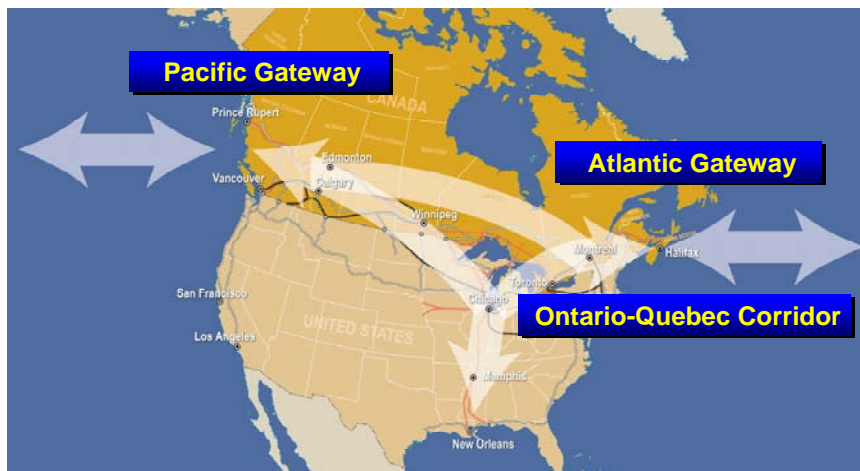 Pacific Gateway
CANADA
Prince Rupert
Edmonton
Atlantic Gateway
Vancouver
Calgary
Winnipeg
Montreal
Halifax
Toronto
San Francisco
Chicago
Ontario-Quebec Corridor
UNITED STATES
Los Angeles
Memphis
New Orleans